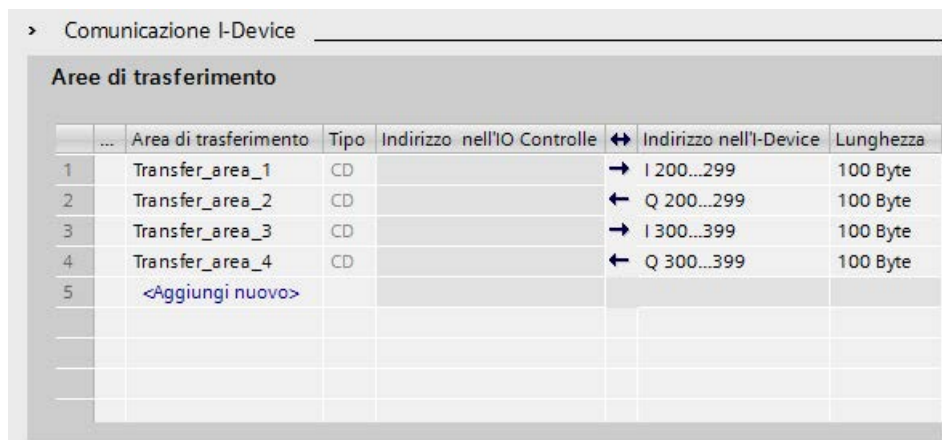 Comunicazione I-Device
Aree di trasferimento
... Area di trasferimento Tipo Indirizzo nell'IO Controlle ↔ Indirizzo nell'I-Device Lunghezza
1 Transfer_area_1 CD → I 200...299 100 Byte
2 Transfer_area_2 CD ← Q 200...299 100 Byte
3 Transfer_area_3 CD → I 300...399 100 Byte
4 Transfer_area_4 CD ← Q 300...399 100 Byte
5 <Aggiungi nuovo>